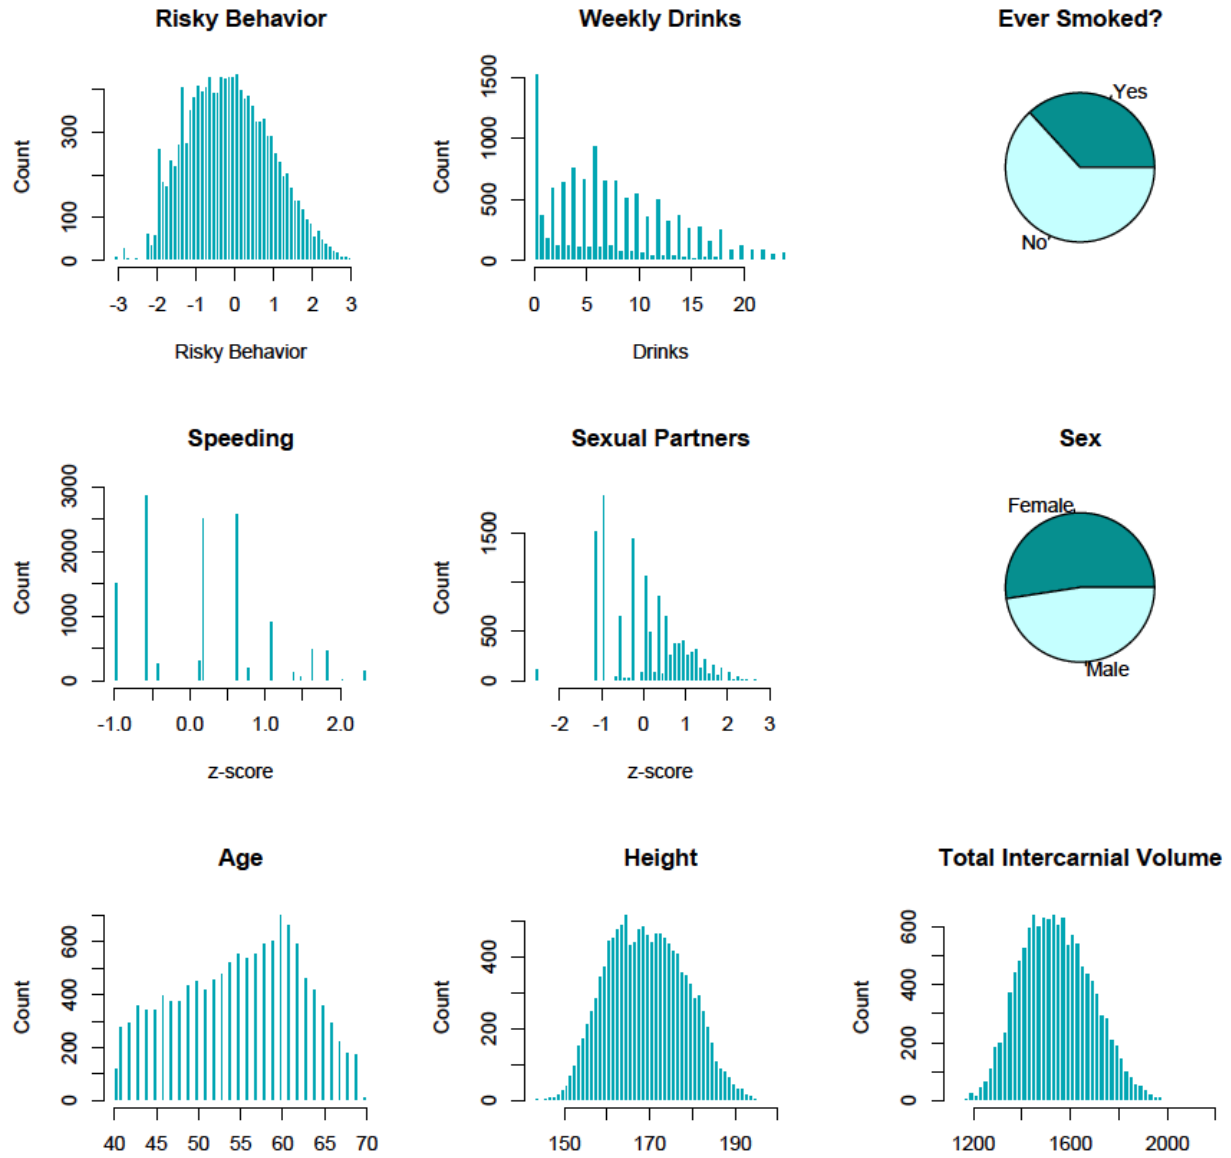 Risky Behavior
Weekly Drinks
Ever Smoked?
Count
300
100
0
-3 -2 -1 0 1 2 3
Risky Behavior
Count
1500
1000
500
0
0 5 10 15 20
Drinks
Yes
No
Speeding
Sexual Partners
Sex
Count
3000
2000
1000
0
-1.0 0.0 1.0 2.0
z-score
Count
1500
500
0
-2 -1 0 1 2 3
z-score
Female
Male
Age
Height
Total Intercarnial Volume
Count
600
400
200
0
40 45 50 55 60 65 70
Count
400
200
0
150 170 190
Count
600
400
200
0
1200 1600 2000